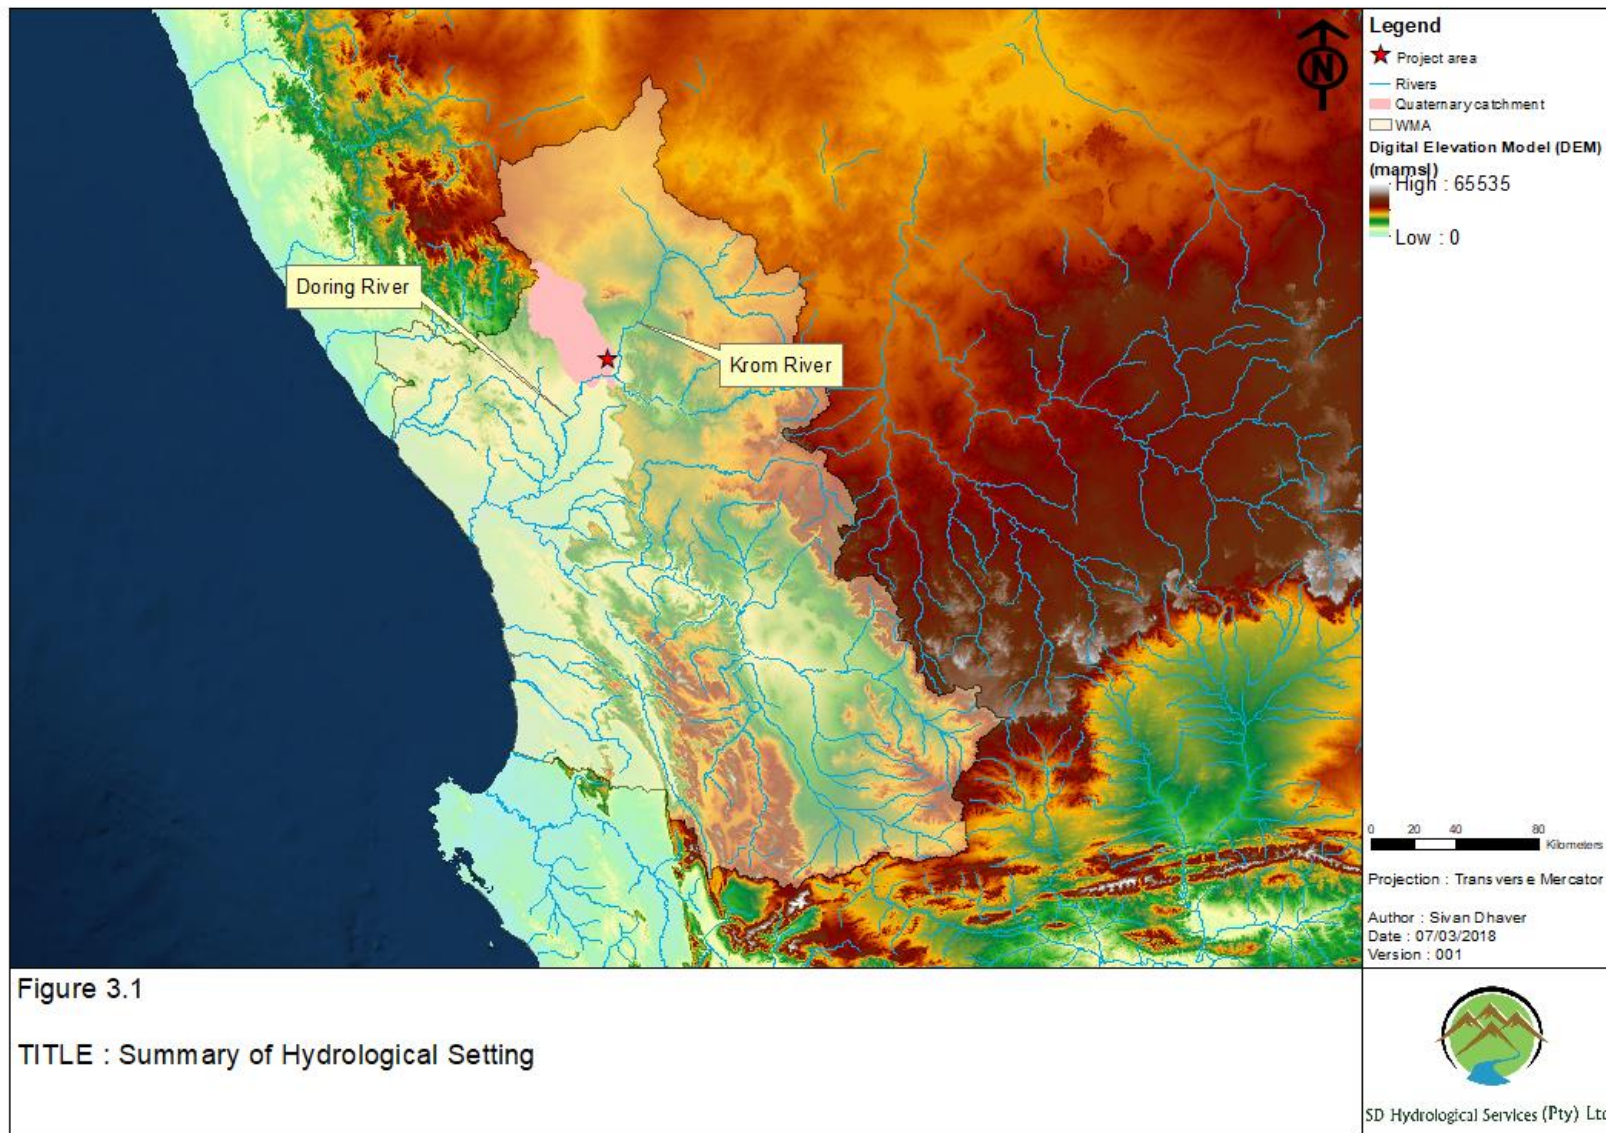 Legend
Project area
Rivers
Quaternary catchment
WMA
Digital Elevation Model (DEM)
(mamsl)
High : 65535
Low : 0
N
Doring River
Krom River
0 20 40 80
Kilometers
Projection : Transverse Mercator
Author : Sivan Dhaver
Date : 07/03/2018
Version : 001
Figure 3.1
TITLE : Summary of Hydrological Setting
SD Hydrological Services (Pty) Ltd